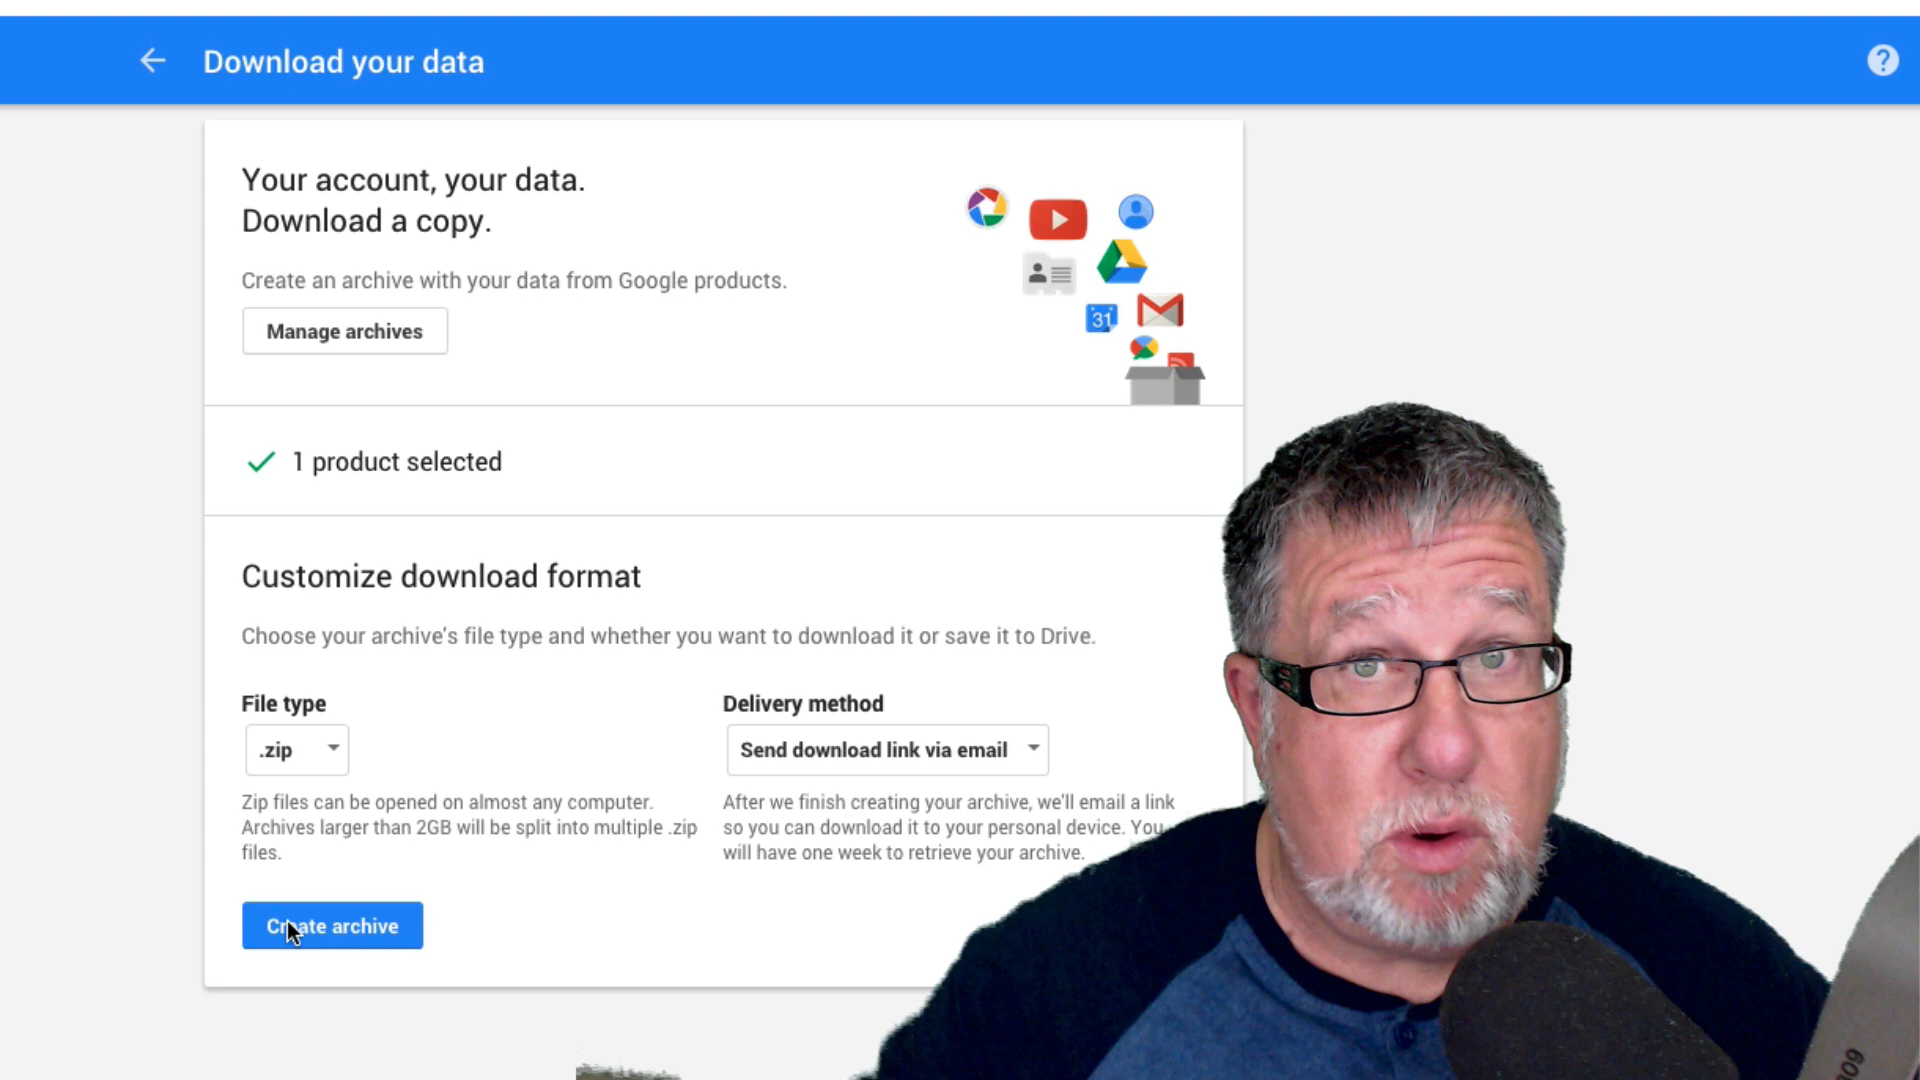 Download your data
?
Your account, your data.
Download a copy.
Create an archive with your data from Google products.
Manage archives
31
1 product selected
Customize download format
Choose your archive's file type and whether you want to download it or save it to Drive.
File type
.zip
Zip files can be opened on almost any computer.
Archives larger than 2GB will be split into multiple .zip
files.
Delivery method
Send download link via email
After we finish creating your archive, we'll email a link
so you can download it to your personal device. You
will have one week to retrieve your archive.
Create archive